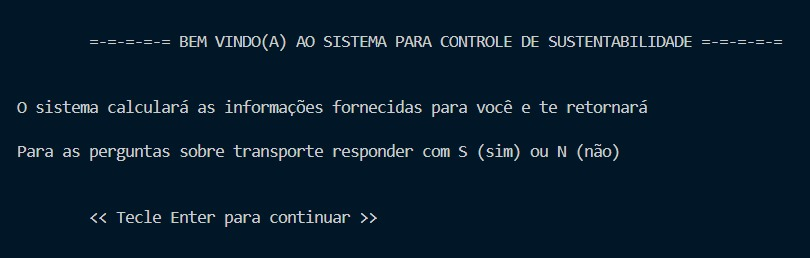 =-=-=-=-= BEM VINDO(A) AO SISTEMA PARA CONTROLE DE SUSTENTABILIDADE =-=-=-=-=
O sistema calculará as informações fornecidas para você e te retornará
Para as perguntas sobre transporte responder com S (sim) ou N (não)
<< Tecle Enter para continuar >>